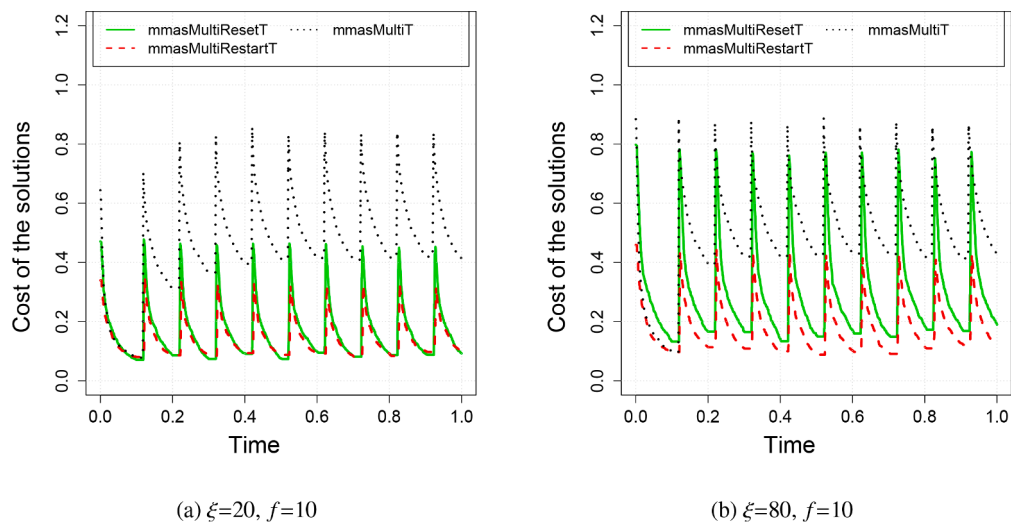 mmasMultiResetT mmasMultiT
mmasMultiRestartT
Cost of the solutions
1.2
1.0
0.8
0.6
0.4
0.2
0.0
0.0 0.2 0.4 0.6 0.8 1.0
Time
(a) ξ=20, f=10
mmasMultiResetT mmasMultiT
mmasMultiRestartT
Cost of the solutions
1.2
1.0
0.8
0.6
0.4
0.2
0.0
0.0 0.2 0.4 0.6 0.8 1.0
Time
(b) ξ=80, f=10